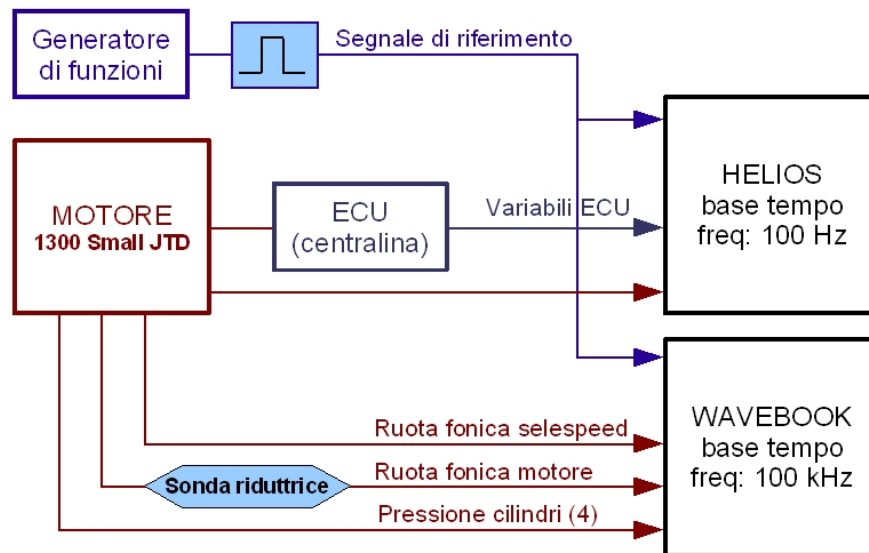 Generatore
di funzioni
Segnale di riferimento
MOTORE
1300 Small JTD
ECU
(centralina)
Variabili ECU
HELIOS
base tempo
freq: 100 Hz
Ruota fonica selespeed
Sonda riduttrice
Ruota fonica motore
Pressione cilindri (4)
WAVEBOOK
base tempo
freq: 100 kHz